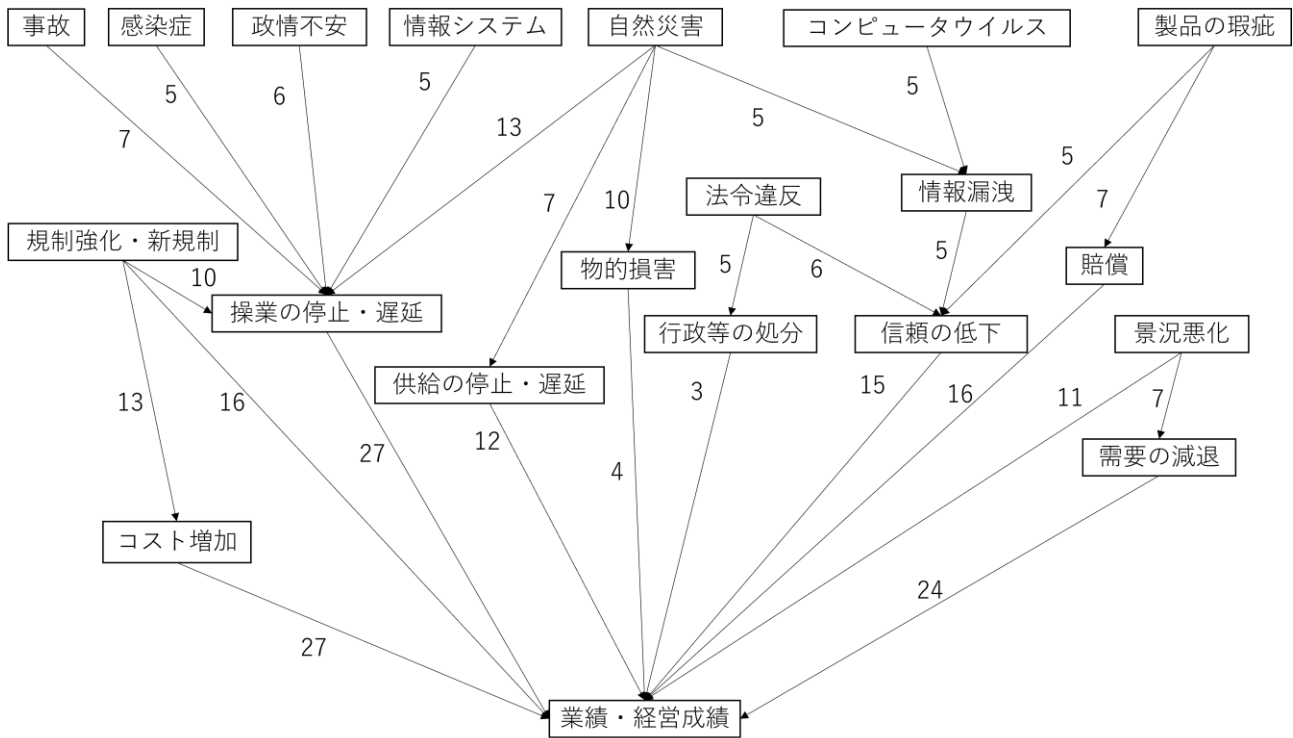 事故
感染症
政情不安
情報システム
自然災害
コンピュータウイルス
製品の瑕疵
5
6
5
5
7
13
5
5
法令違反
情報漏洩
7
10
7
規制強化・新規制
物的損害
賠償
10
5
6
5
操業の停止・遅延
行政等の処分
信頼の低下
景況悪化
供給の停止・遅延
13
16
3
15
16
11
7
27
12
4
需要の減退
コスト増加
24
27
業績・経営成績